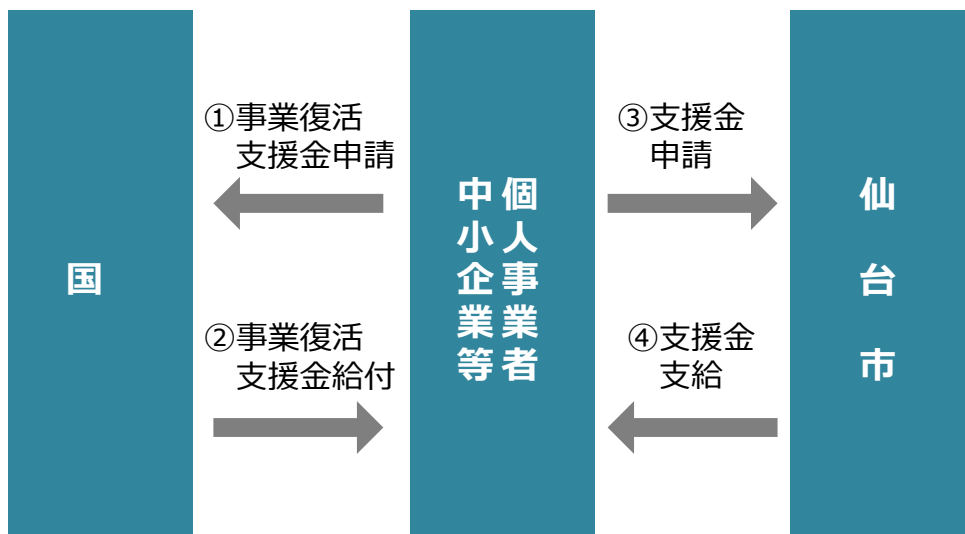 国
①事業復活
支援金申請
②事業復活
支援金給付
個人事業者
中小企業等
③支援金
申請
④支援金
支給
仙台市